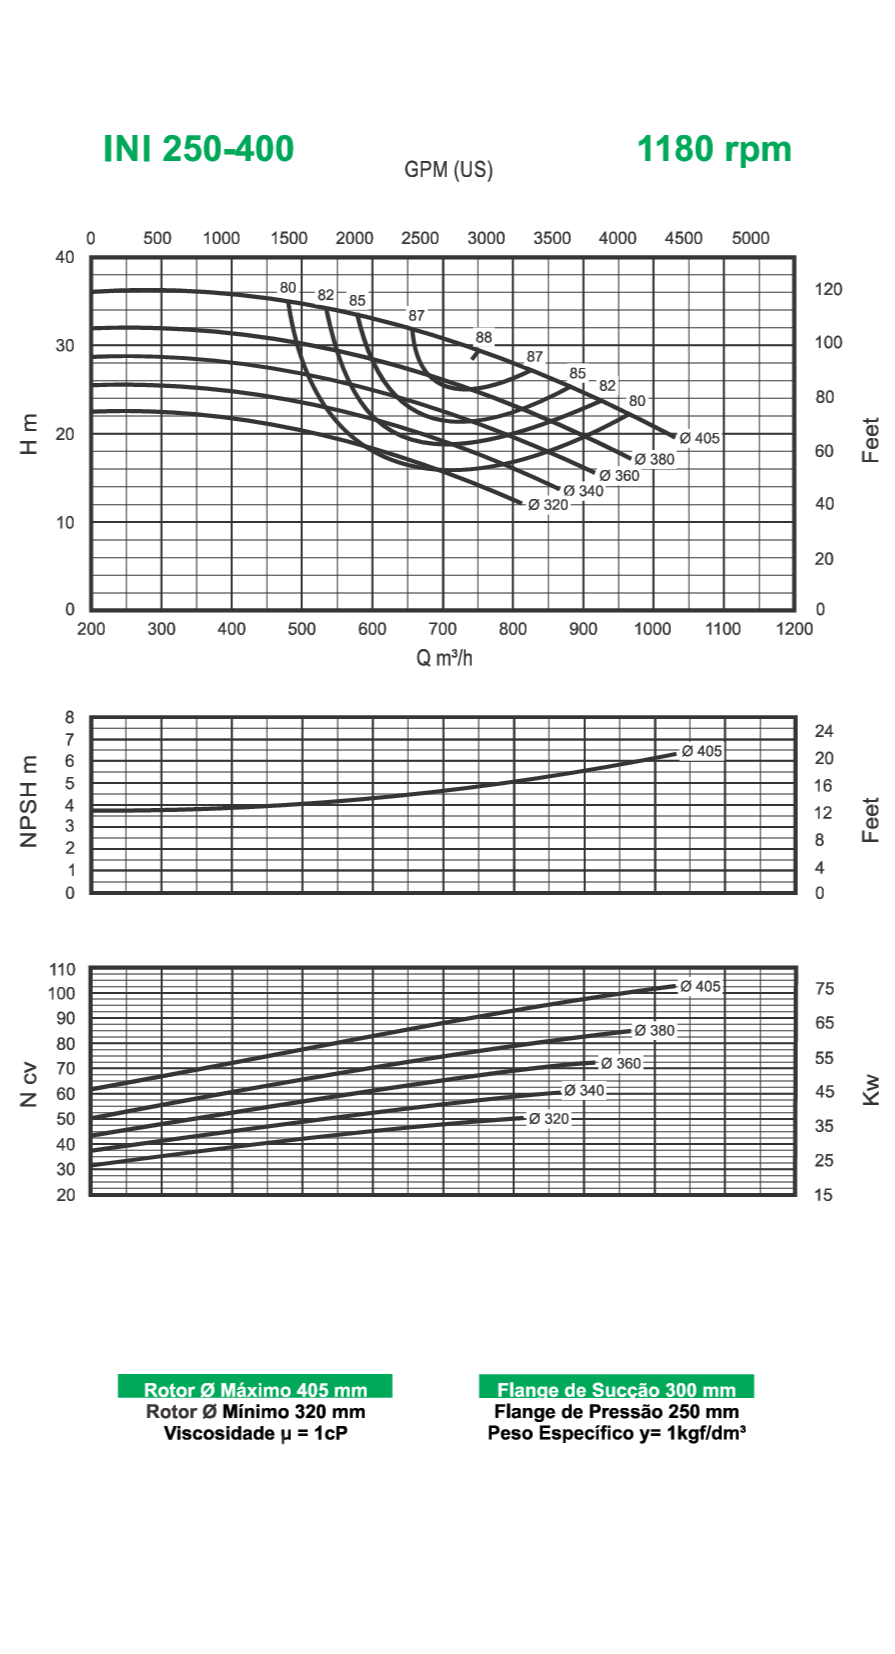 INI 250-400
1180 rpm
GPM (US)
0 500 1000 1500 2000 2500 3000 3500 4000 4500 5000
40
30
20
10
0
H m
120
100
80
60
40
20
0
Feet
80
82
85
87
88
87
85
82
80
Ø 405
Ø 380
Ø 360
Ø 340
Ø 320
200 300 400 500 600 700 800 900 1000 1100 1200
Q m³/h
8
7
6
5
4
3
2
1
0
NPSH m
Ø 405
24
20
16
12
8
4
0
Feet
110
100
90
80
70
60
50
40
30
20
N cv
Ø 405
Ø 380
Ø 360
Ø 340
Ø 320
75
65
55
45
35
25
15
Kw
Rotor Ø Máximo 405 mm
Rotor Ø Mínimo 320 mm
Viscosidade µ = 1cP
Flange de Sucção 300 mm
Flange de Pressão 250 mm
Peso Específico y= 1kgf/dm³